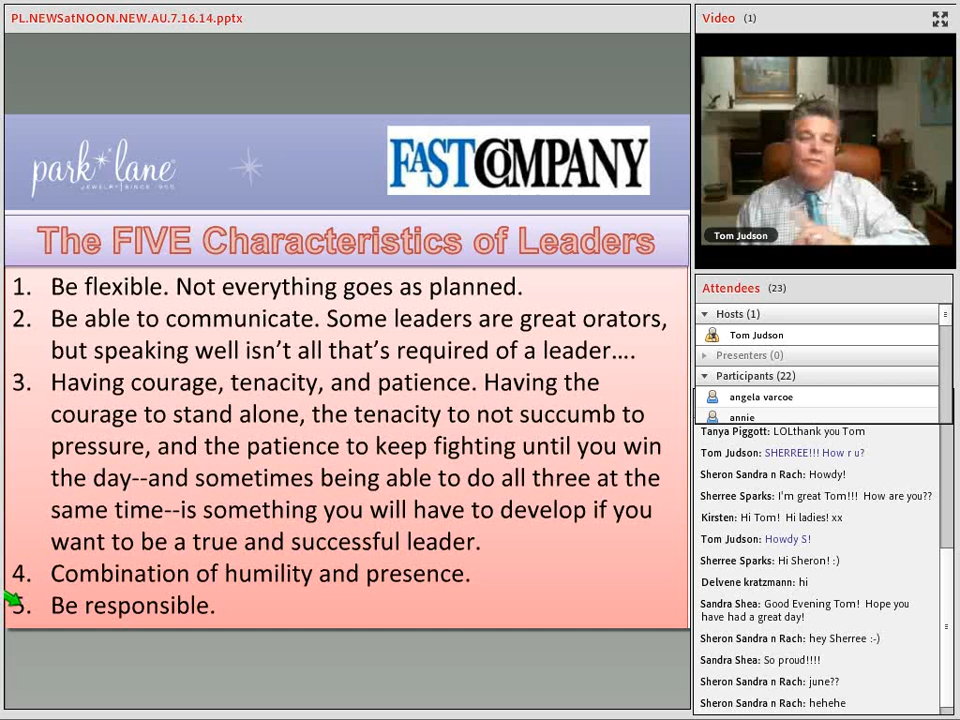 PL.NEWSatNOON.NEW.AU.7.16.14.pptx
park lane
JEWELRY | SINCE 1955
FAST COMPANY
The FIVE Characteristics of Leaders
1. Be flexible. Not everything goes as planned.
2. Be able to communicate. Some leaders are great orators,
but speaking well isn’t all that’s required of a leader….
3. Having courage, tenacity, and patience. Having the
courage to stand alone, the tenacity to not succumb to
pressure, and the patience to keep fighting until you win
the day--and sometimes being able to do all three at the
same time--is something you will have to develop if you
want to be a true and successful leader.
4. Combination of humility and presence.
5. Be responsible.
Video (1)
Tom Judson
Attendees (23)
Hosts (1)
Tom Judson
Presenters (0)
Participants (22)
angela varcoe
annie
Tanya Piggott: LOLthank you Tom
Tom Judson: SHERREE!!! How r u?
Sheron Sandra n Rach: Howdy!
Sherree Sparks: I'm great Tom!!! How are you??
Kirsten: Hi Tom! Hi ladies! xx
Tom Judson: Howdy S!
Sherree Sparks: Hi Sheron! :)
Delvene kratzmann: hi
Sandra Shea: Good Evening Tom! Hope you
have had a great day!
Sheron Sandra n Rach: hey Sherree :-)
Sandra Shea: So proud!!!!
Sheron Sandra n Rach: june??
Sheron Sandra n Rach: hehehe